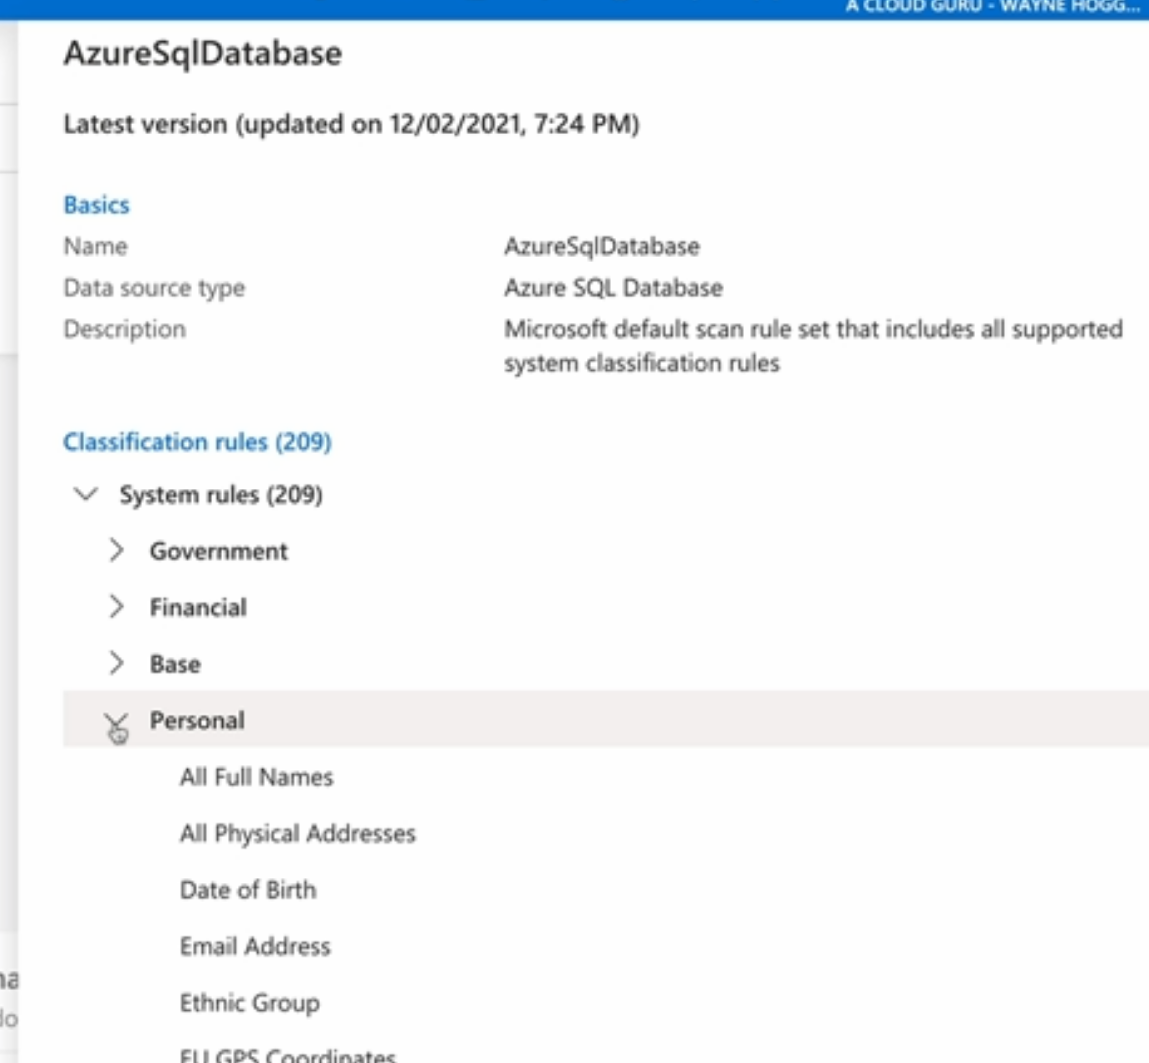 A CLOUD GURU - WAYNE HOGG...
AzureSqlDatabase
Latest version (updated on 12/02/2021, 7:24 PM)
Basics
Name AzureSqlDatabase
Data source type Azure SQL Database
Description Microsoft default scan rule set that includes all supported
system classification rules
Classification rules (209)
System rules (209)
Government
Financial
Base
Personal
All Full Names
All Physical Addresses
Date of Birth
Email Address
Ethnic Group
EU GPS Coordinates